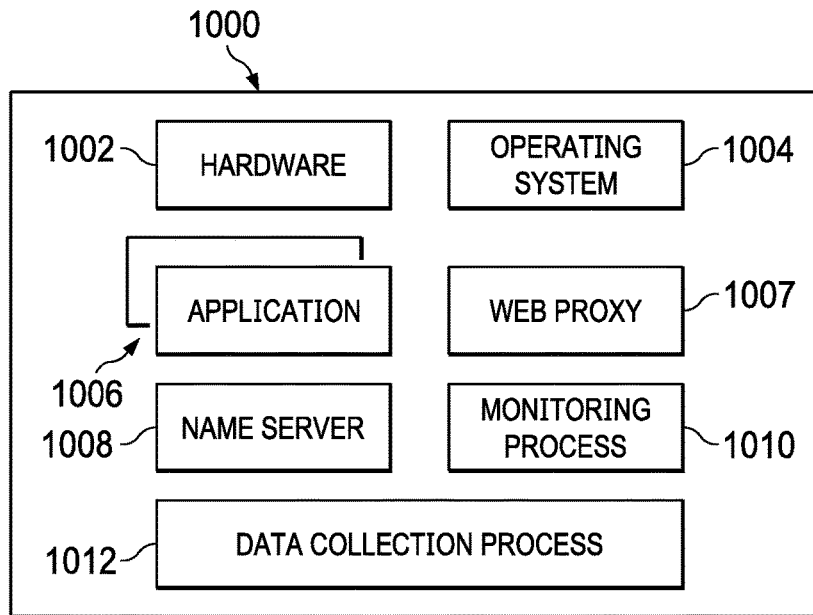 1000
1002
HARDWARE
OPERATING
SYSTEM
1004
APPLICATION
WEB PROXY
1007
1006
1008
NAME SERVER
MONITORING
PROCESS
1010
1012
DATA COLLECTION PROCESS